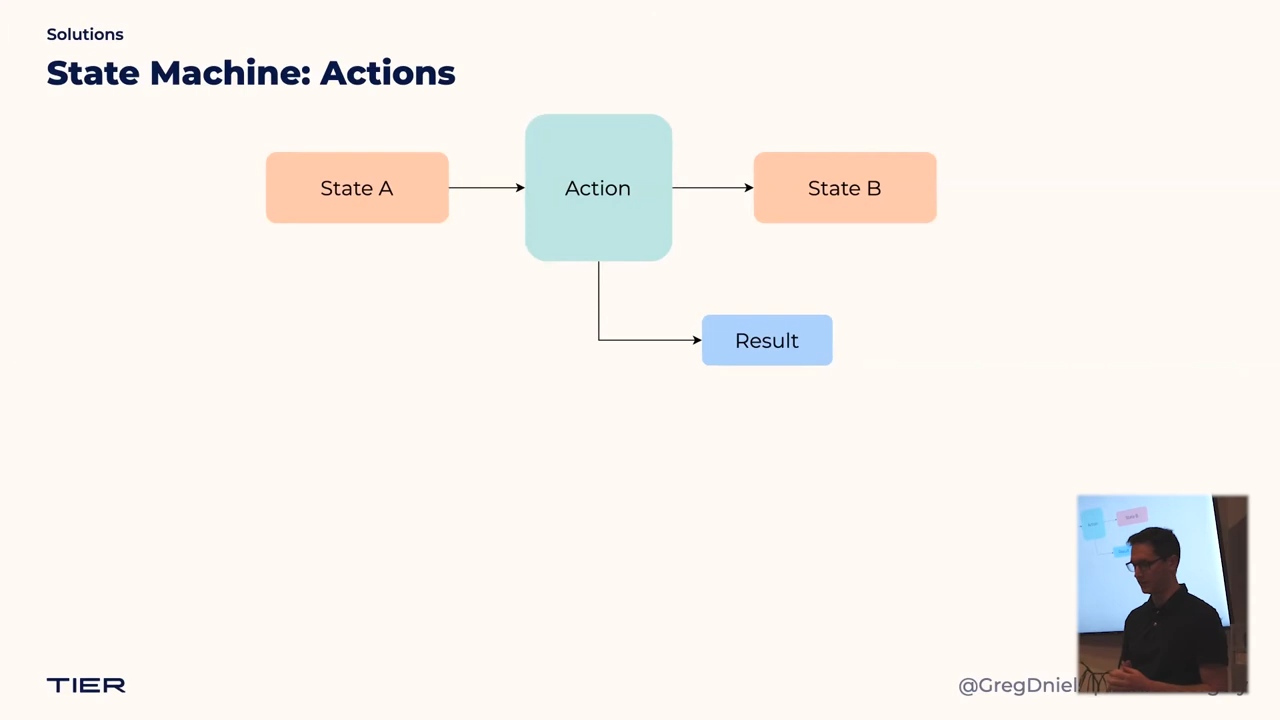 Solutions
State Machine: Actions
State A
Action
State B
Result
TIER
@GregDniel